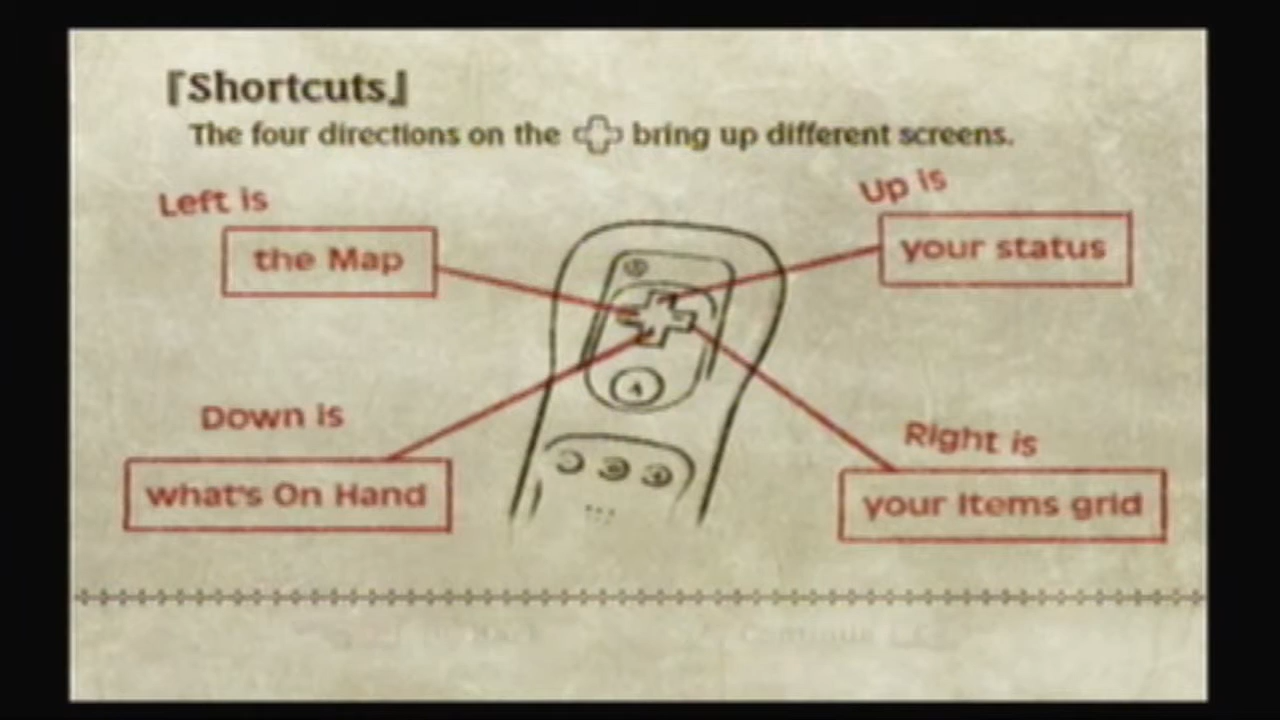 『Shortcuts』
The four directions on the bring up different screens.
Left is
the Map
Up is
your status
Down is
what's On Hand
Right is
your Items grid
A
Continue